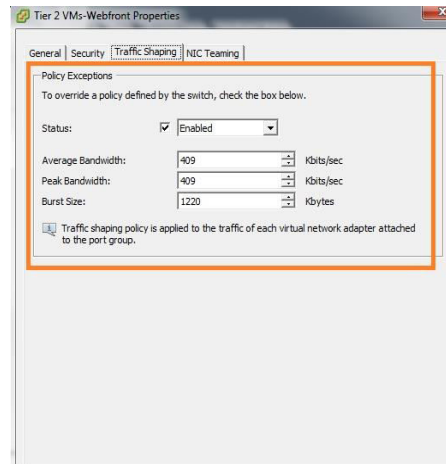 Tier 2 VMs-Webfront Properties
General Security Traffic Shaping NIC Teaming
Policy Exceptions
To override a policy defined by the switch, check the box below.
Status: Enabled
Average Bandwidth: 409 Kbits/sec
Peak Bandwidth: 409 Kbits/sec
Burst Size: 1220 Kbytes
Traffic shaping policy is applied to the traffic of each virtual network adapter attached
to the port group.